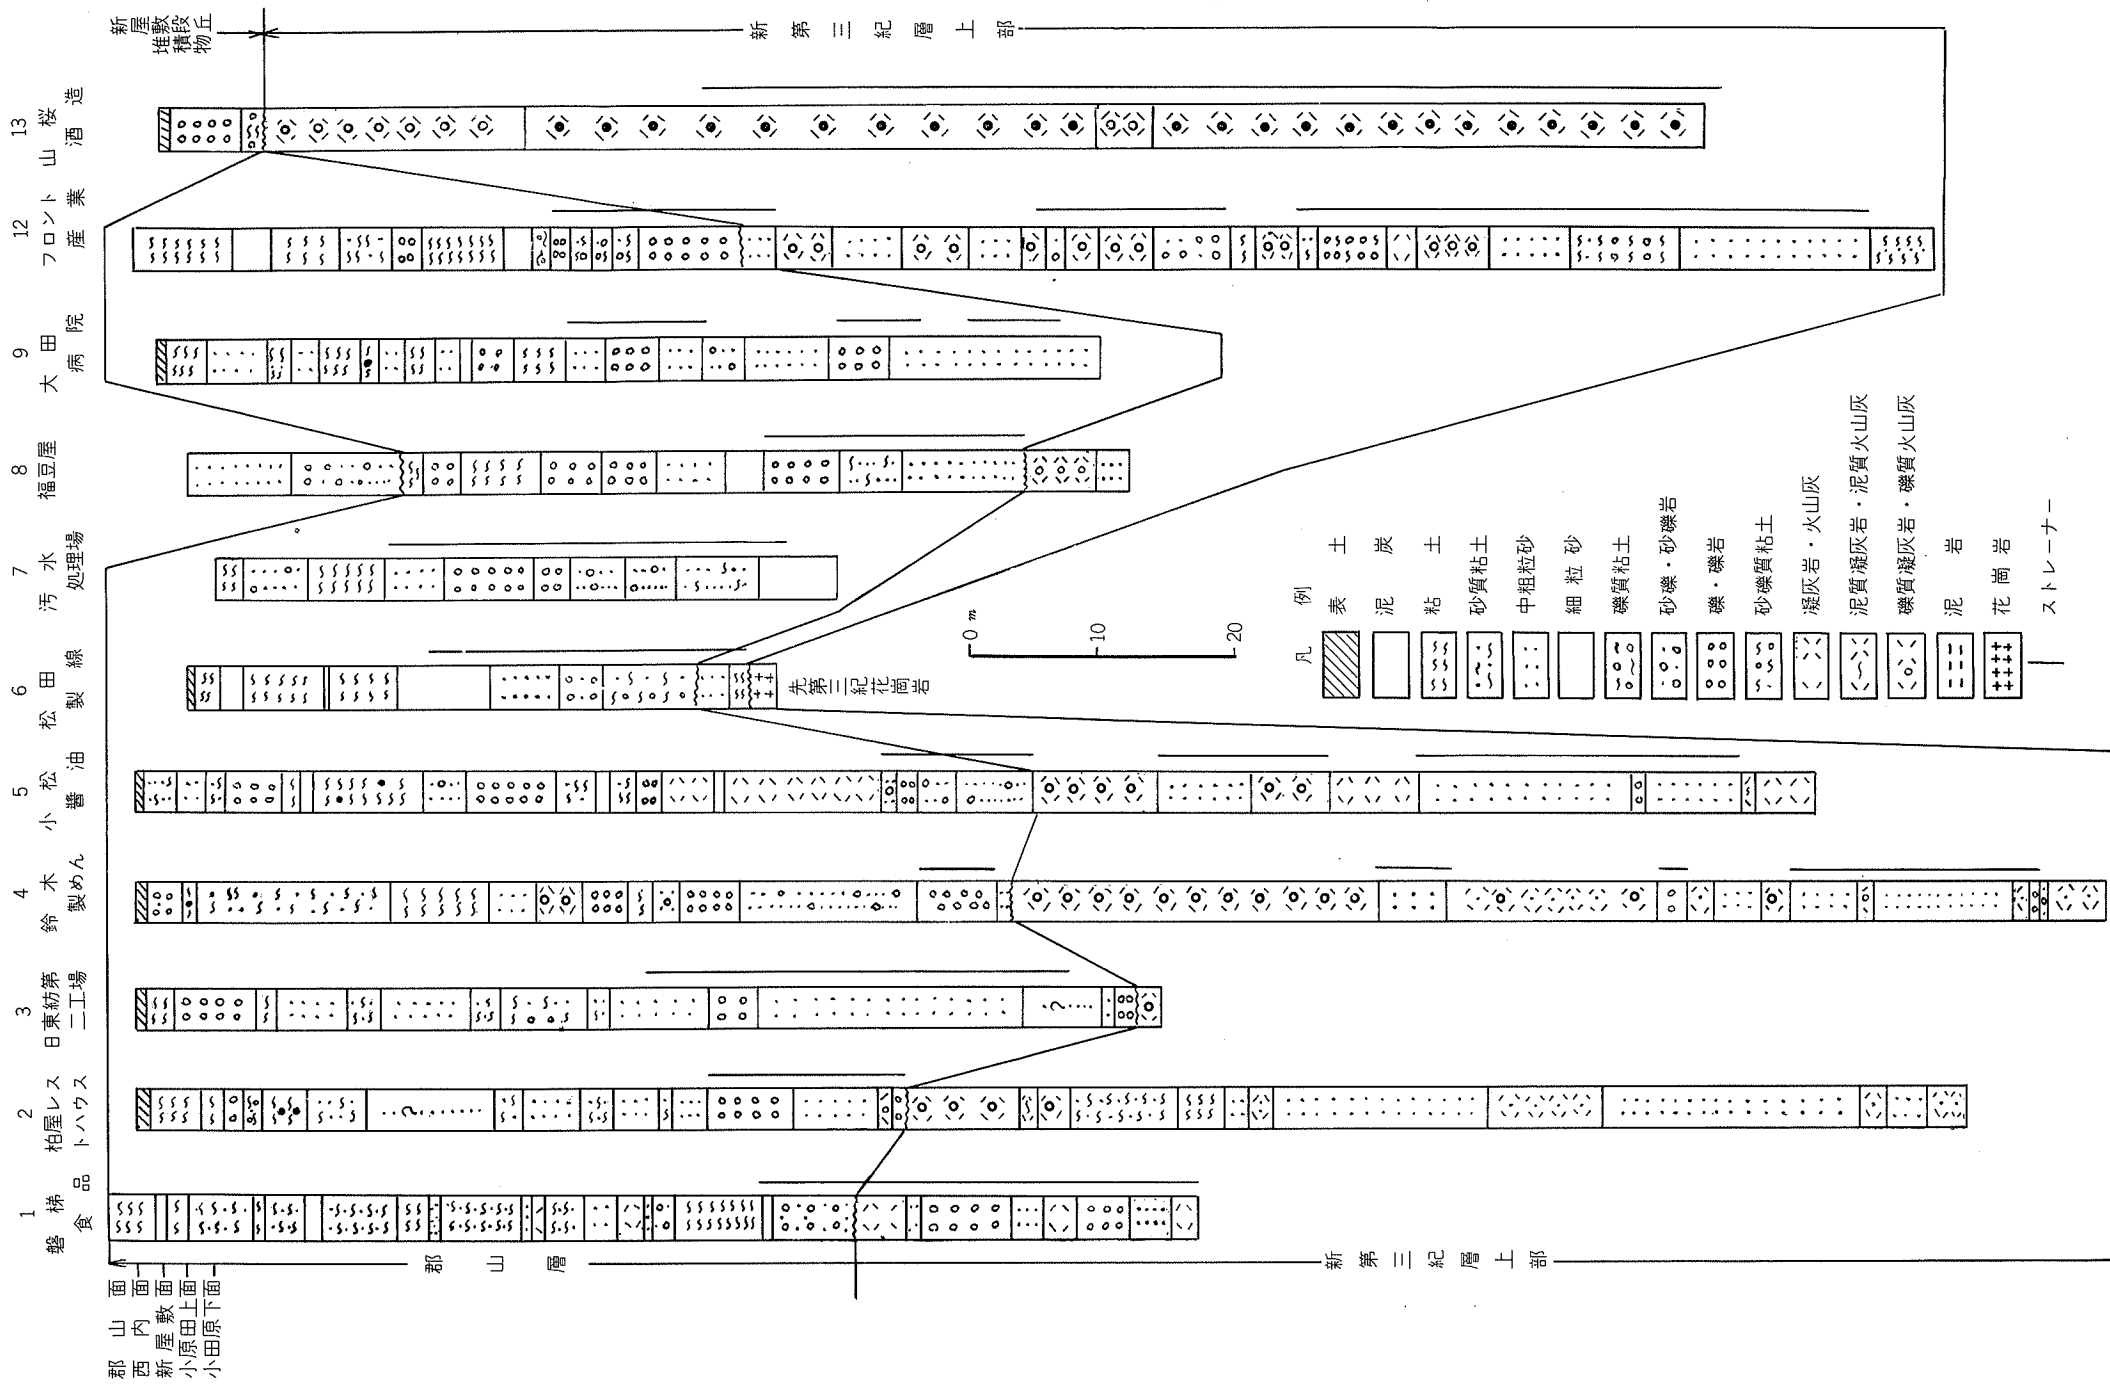 新屋敷段丘
堆積物
新第三紀層上部
1
磐梯
食品
2
柏屋レス
トハウス
3
日東紡第
二工場
4
鈴木
製めん
5
小松
醬油
6
松田
製線
7
汚水
処理場
8
福豆屋
9
大田
病院
12
フロント
産業
13
山桜
酒造
郡山面
西内面
新屋敷面
小原田上面
小田原下面
郡山層
新第三紀層上部
先第三紀花崗岩
0 m
10
20
凡例
表土
泥炭
粘土
砂質粘土
中粗粒砂
細粒砂
礫質粘土
砂礫・砂礫岩
礫・礫岩
砂礫質粘土
凝灰岩・火山灰
泥質凝灰岩・泥質火山灰
礫質凝灰岩・礫質火山灰
泥岩
花崗岩
ストレーナー